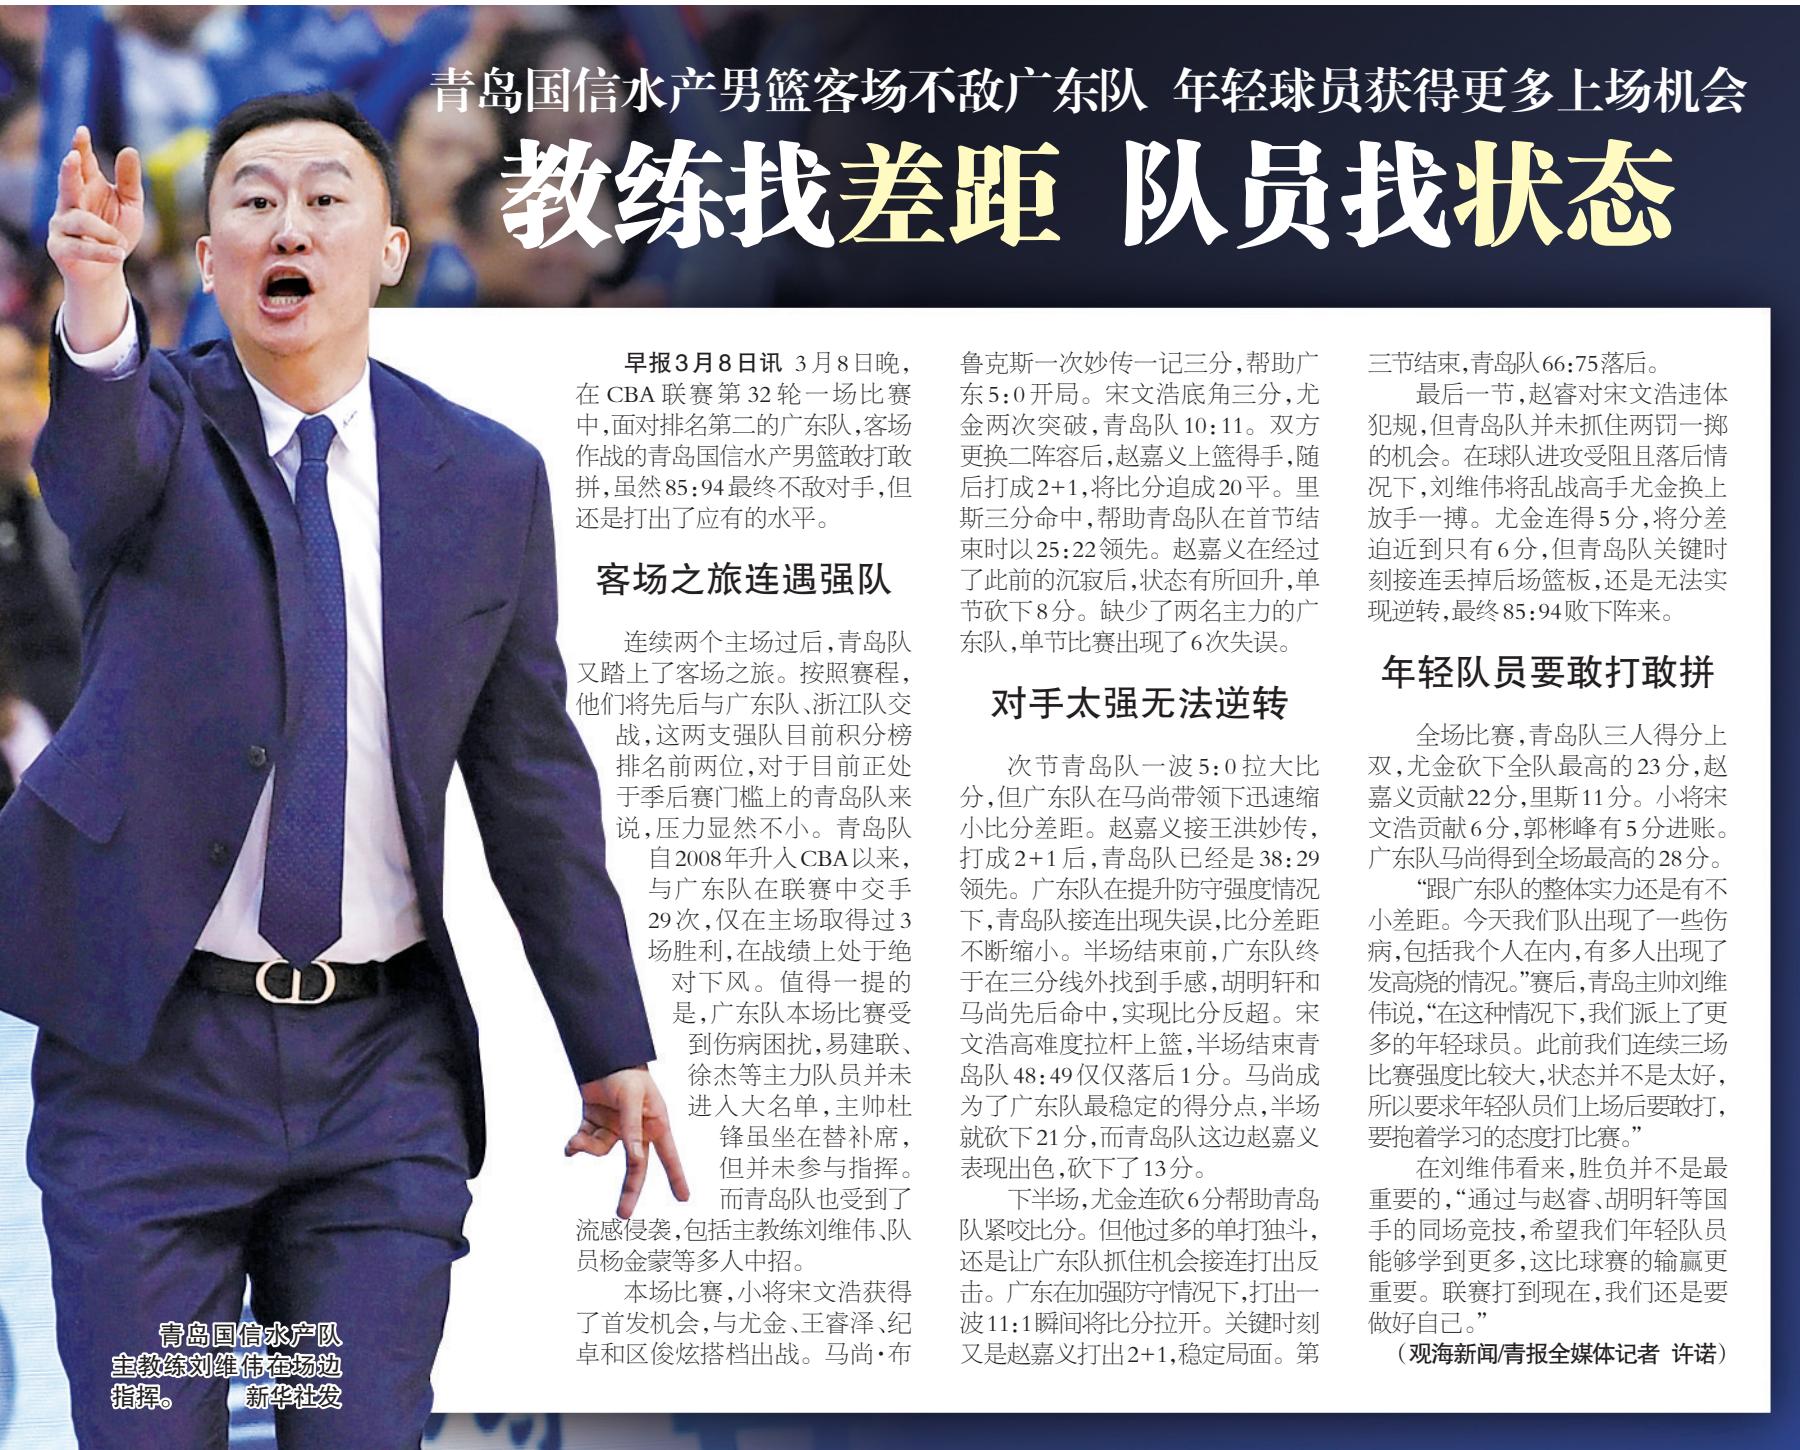 青岛国信水产男篮客场不敌广东队 年轻球员获得更多上场机会
教练找差距 队员找状态
早报3月8日讯 3月8日晚,
在CBA联赛第32轮一场比赛
中,面对排名第二的广东队,客场
作战的青岛国信水产男篮敢打敢
拼,虽然85:94最终不敌对手,但
还是打出了应有的水平。
客场之旅连遇强队
连续两个主场过后,青岛队
又踏上了客场之旅。按照赛程,
他们将先后与广东队、浙江队交
战,这两支强队目前积分榜
排名前两位,对于目前正处
于季后赛门槛上的青岛队来
说,压力显然不小。青岛队
自2008年升入CBA以来,
与广东队在联赛中交手
29次,仅在主场取得过3
场胜利,在战绩上处于绝
对下风。值得一提的
是,广东队本场比赛受
到伤病困扰,易建联、
徐杰等主力队员并未
进入大名单,主帅杜
锋虽坐在替补席,
但并未参与指挥。
而青岛队也受到了
流感侵袭,包括主教练刘维伟、队
员杨金蒙等多人中招。
本场比赛,小将宋文浩获得
了首发机会,与尤金、王睿泽、纪
卓和区俊炫搭档出战。马尚·布
鲁克斯一次妙传一记三分,帮助广
东5:0开局。宋文浩底角三分,尤
金两次突破,青岛队10:11。双方
更换二阵容后,赵嘉义上篮得手,随
后打成2+1,将比分追成20平。里
斯三分命中,帮助青岛队在首节结
束时以25:22领先。赵嘉义在经过
了此前的沉寂后,状态有所回升,单
节砍下8分。缺少了两名主力的广
东队,单节比赛出现了6次失误。
对手太强无法逆转
次节青岛队一波5:0拉大比
分,但广东队在马尚带领下迅速缩
小比分差距。赵嘉义接王洪妙传,
打成2+1后,青岛队已经是38:29
领先。广东队在提升防守强度情况
下,青岛队接连出现失误,比分差距
不断缩小。半场结束前,广东队终
于在三分线外找到手感,胡明轩和
马尚先后命中,实现比分反超。宋
文浩高难度拉杆上篮,半场结束青
岛队48:49仅仅落后1分。马尚成
为了广东队最稳定的得分点,半场
就砍下21分,而青岛队这边赵嘉义
表现出色,砍下了13分。
下半场,尤金连砍6分帮助青岛
队紧咬比分。但他过多的单打独斗,
还是让广东队抓住机会接连打出反
击。广东在加强防守情况下,打出一
波11:1瞬间将比分拉开。关键时刻
又是赵嘉义打出2+1,稳定局面。第
三节结束,青岛队66:75落后。
最后一节,赵睿对宋文浩违体
犯规,但青岛队并未抓住两罚一掷
的机会。在球队进攻受阻且落后情
况下,刘维伟将乱战高手尤金换上
放手一搏。尤金连得5分,将分差
迫近到只有6分,但青岛队关键时
刻接连丢掉后场篮板,还是无法实
现逆转,最终85:94败下阵来。
年轻队员要敢打敢拼
全场比赛,青岛队三人得分上
双,尤金砍下全队最高的23分,赵
嘉义贡献22分,里斯11分。小将宋
文浩贡献6分,郭彬峰有5分进账。
广东队马尚得到全场最高的28分。
“跟广东队的整体实力还是有不
小差距。今天我们队出现了一些伤
病,包括我个人在内,有多人出现了
发高烧的情况。”赛后,青岛主帅刘维
伟说,“在这种情况下,我们派上了更
多的年轻球员。此前我们连续三场
比赛强度比较大,状态并不是太好,
所以要求年轻队员们上场后要敢打,
要抱着学习的态度打比赛。”
在刘维伟看来,胜负并不是最
重要的,“通过与赵睿、胡明轩等国
手的同场竞技,希望我们年轻队员
能够学到更多,这比球赛的输赢更
重要。联赛打到现在,我们还是要
做好自己。”
(观海新闻/青报全媒体记者 许诺)
青岛国信水产队
主教练刘维伟在场边
指挥。 新华社发